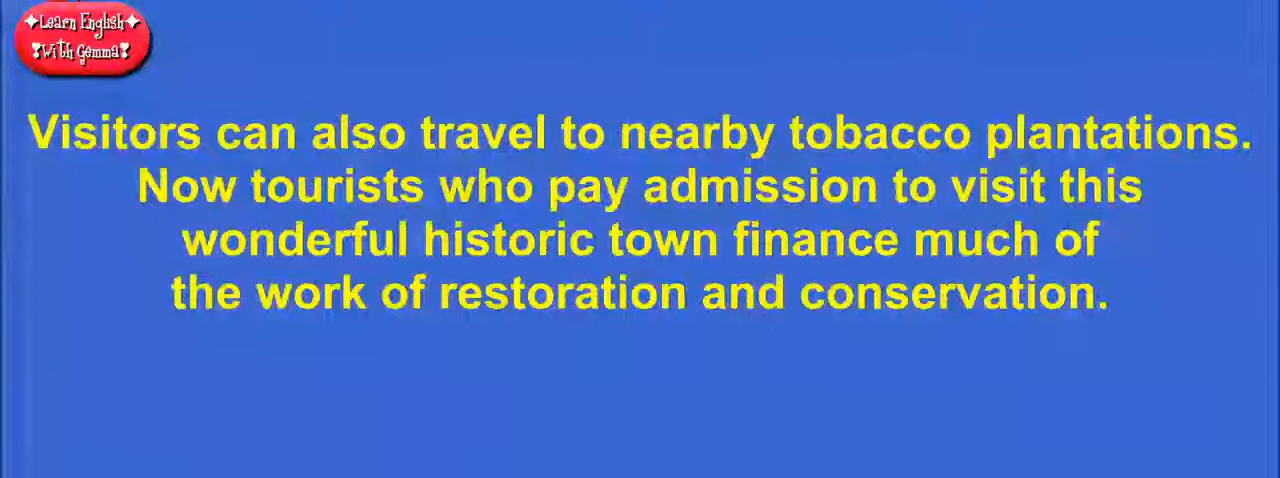 ✦Learn English✦
❣With Gemma❣
Visitors can also travel to nearby tobacco plantations.
Now tourists who pay admission to visit this
wonderful historic town finance much of
the work of restoration and conservation.